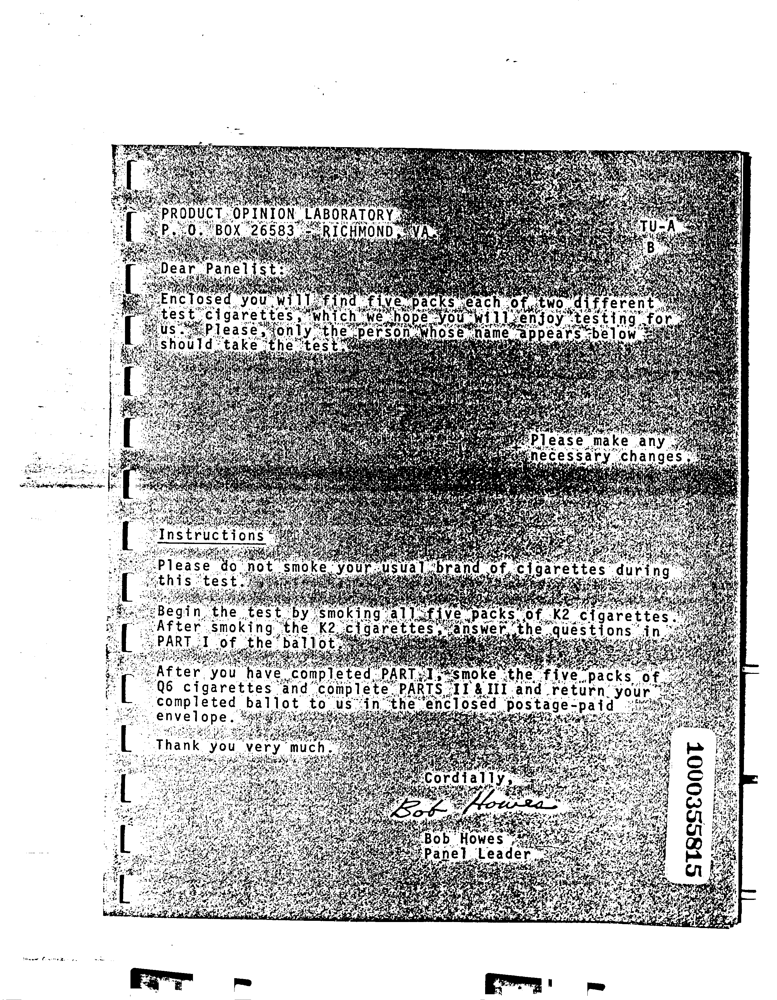 PRODUCT OPINION LABORATORY
P. O. BOX 26583 - RICHMOND, VA.
TU-A
B
Dear Panelist:
Enclosed you will find five packs each of two different
test cigarettes, which we hope you will enjoy testing for
us. Please, only the person whose name appears below
should take the test.
Please make any
necessary changes.
Instructions
Please do not smoke your usual brand of cigarettes during
this test.
Begin the test by smoking all five packs of K2 cigarettes.
After smoking the K2 cigarettes, answer the questions in
PART I of the ballot.
After you have completed PART I, smoke the five packs of
Q6 cigarettes and complete PARTS II & III and return your
completed ballot to us in the enclosed postage-paid
envelope.
Thank you very much.
Cordially,
Bob Howes
Bob Howes
Panel Leader
1000355815